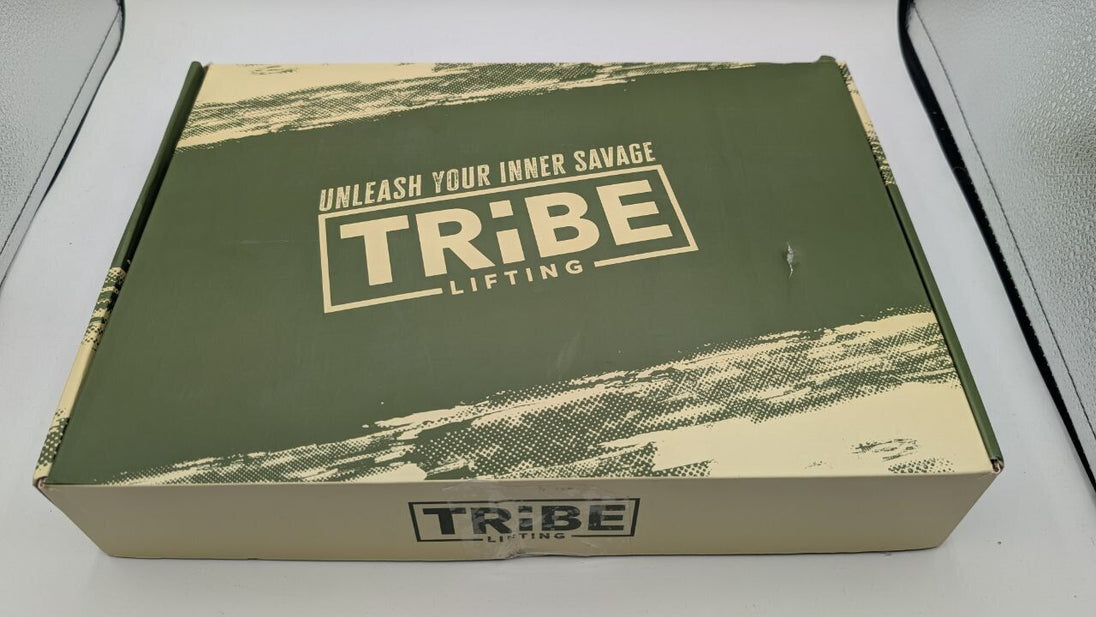 UNLEASH YOUR INNER SAVAGE
TRiBE
LIFTING
TRiBE
LIFTING